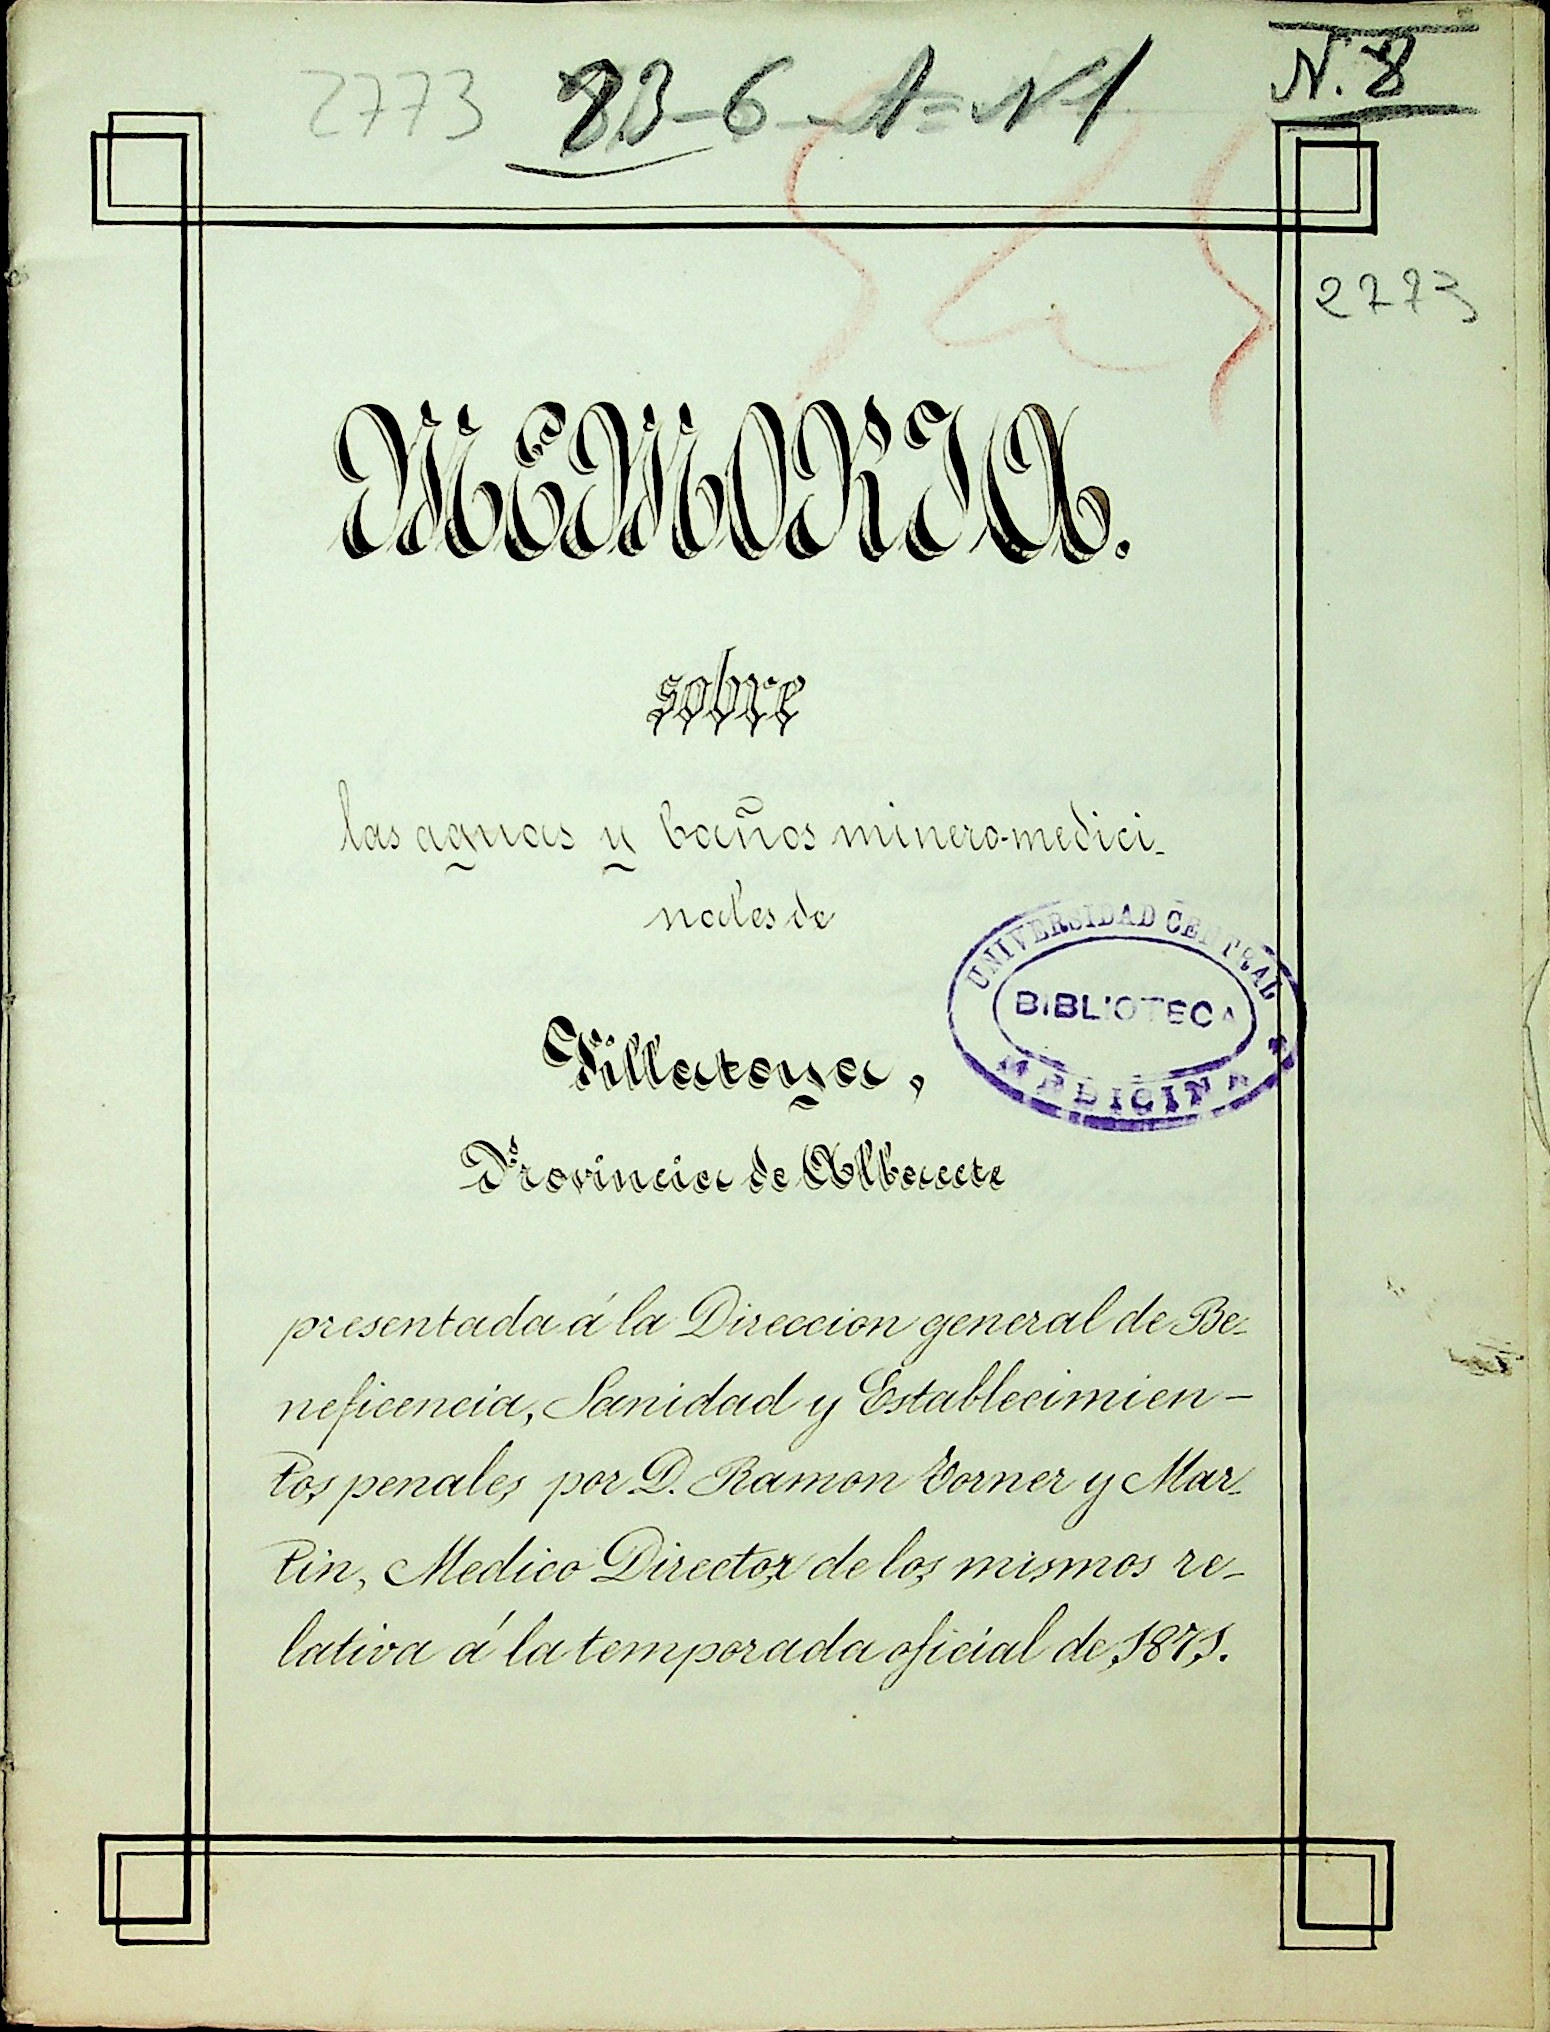 2773 83-6-A=N-1
N. 8
2773
MEMORIA.
sobre
las aguas y baños minero-medici-
nales de
Villatoya,
Provincia de Albacete
UNIVERSIDAD CENTRAL
BIBLIOTECA
MEDICINA
presentada á la Direccion general de Be-
neficencia, Sanidad y Establecimien-
tos penales por D. Ramon Torner y Mar-
tin, Medico Director de los mismos re-
lativa á la temporada oficial de 1871.